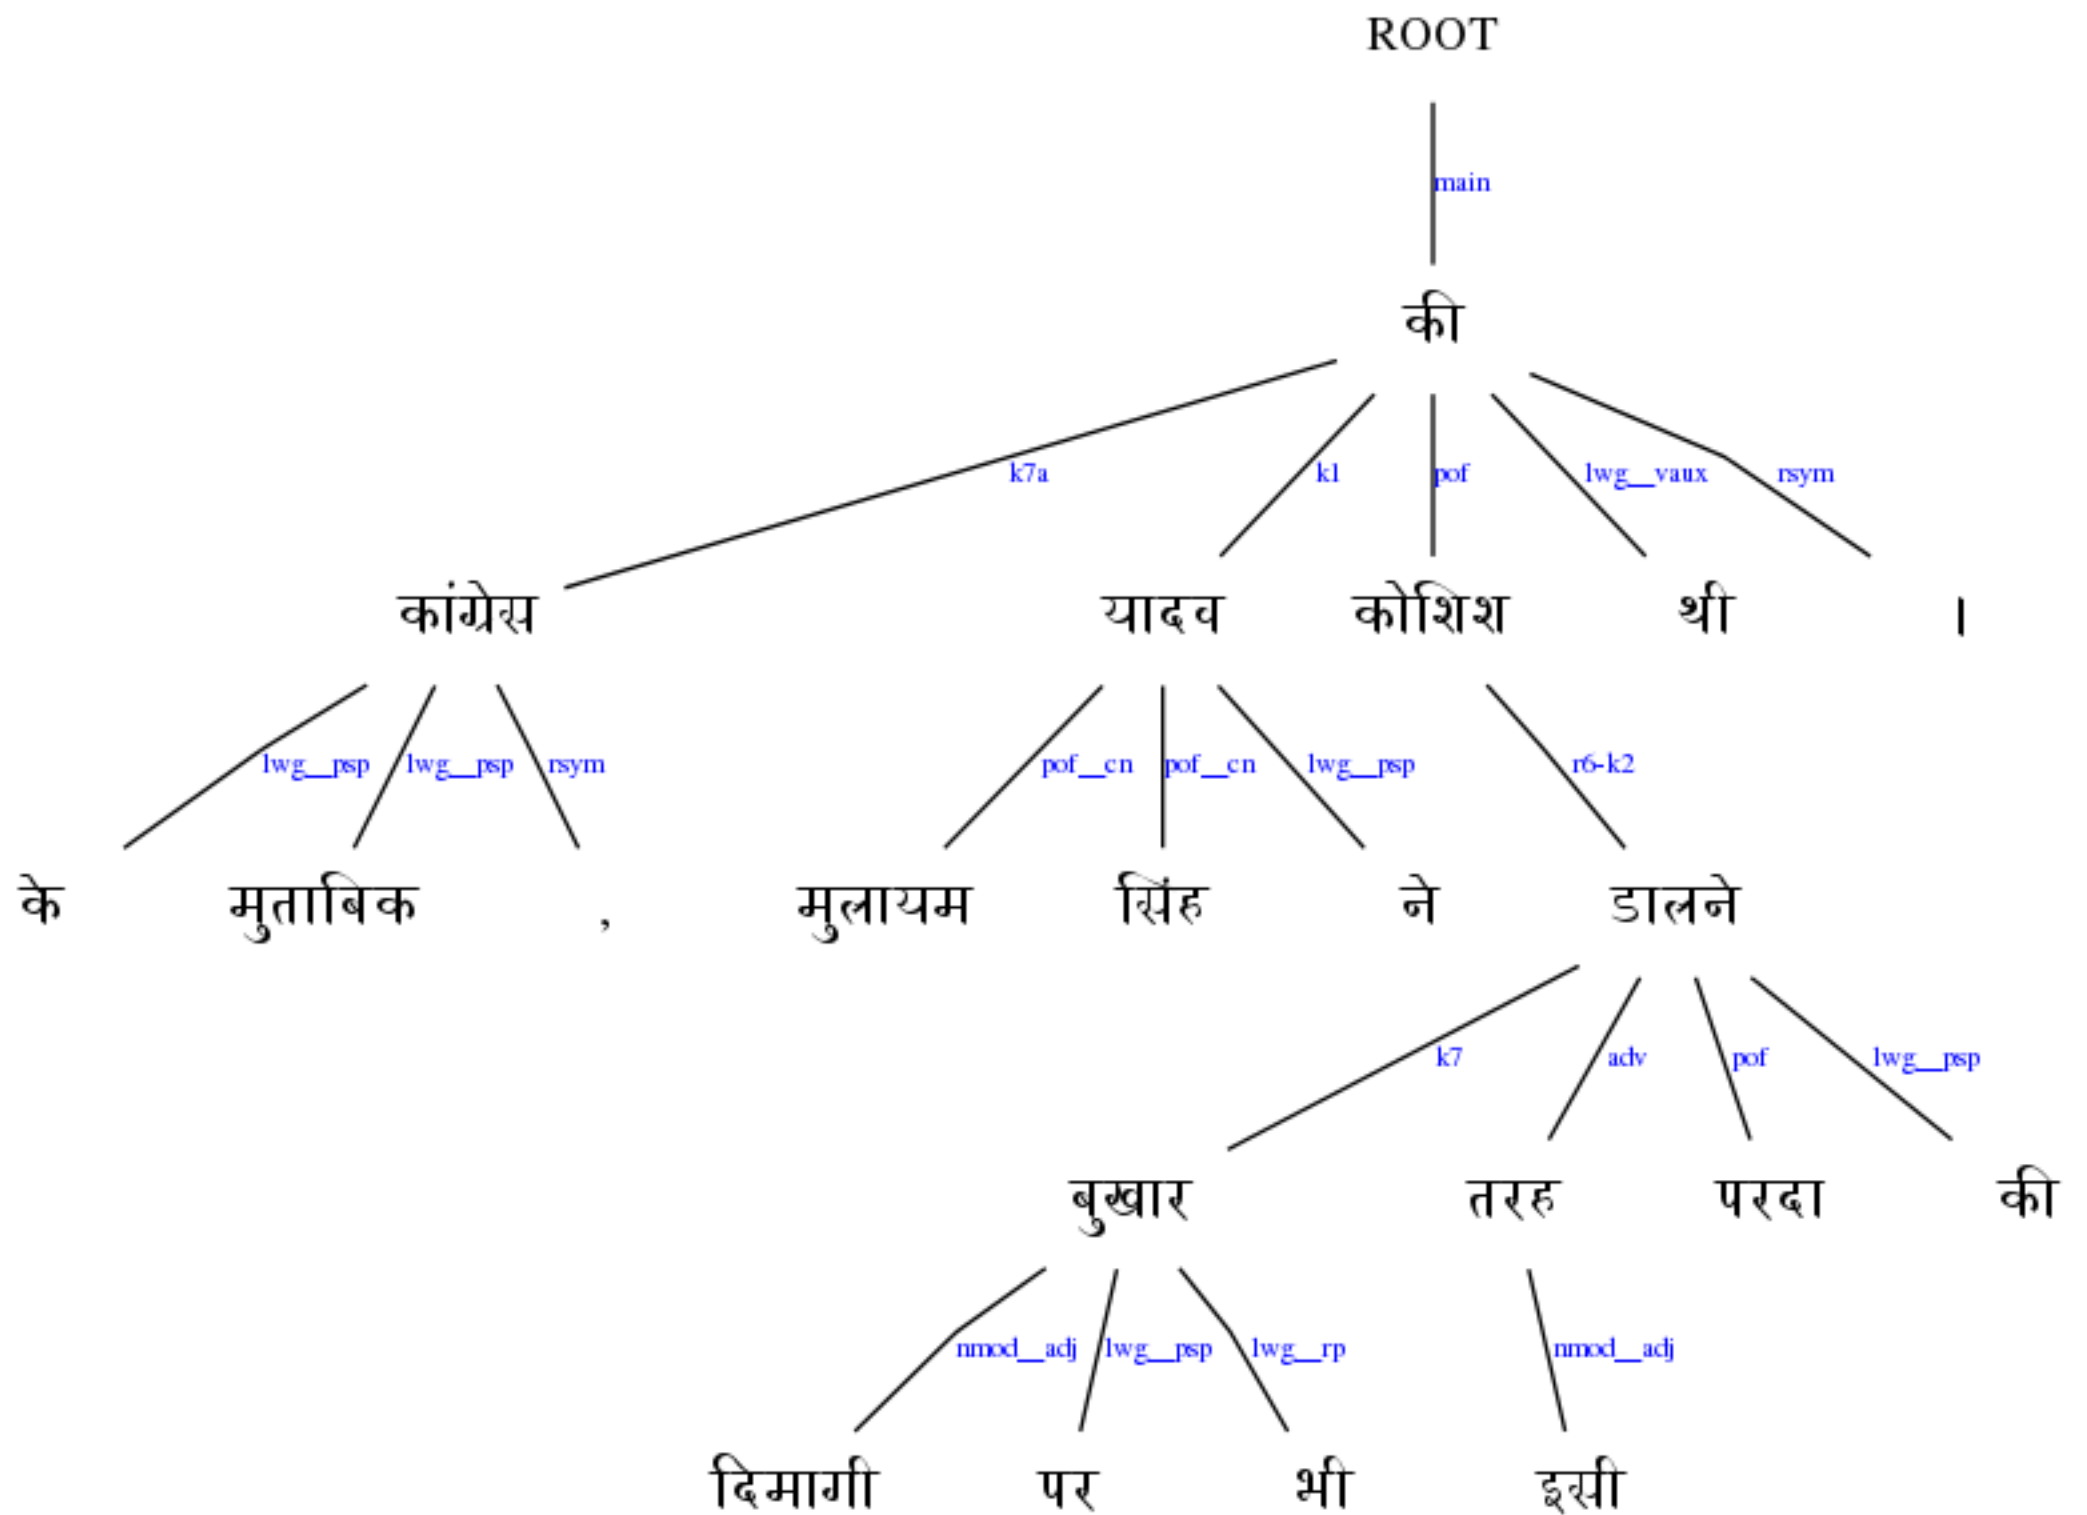 ROOT
main
की
k7a k1 pof lwg__vaux rsym
कांग्रेस यादव कोशिश थी ।
lwg__psp lwg__psp rsym pof__cn pof__cn lwg__psp r6-k2
के मुताबिक , मुलायम सिंह ने डालने
k7 adv pof lwg__psp
बुखार तरह परदा की
nmod__adj lwg__psp lwg__rp nmod__adj
दिमागी पर भी इसी